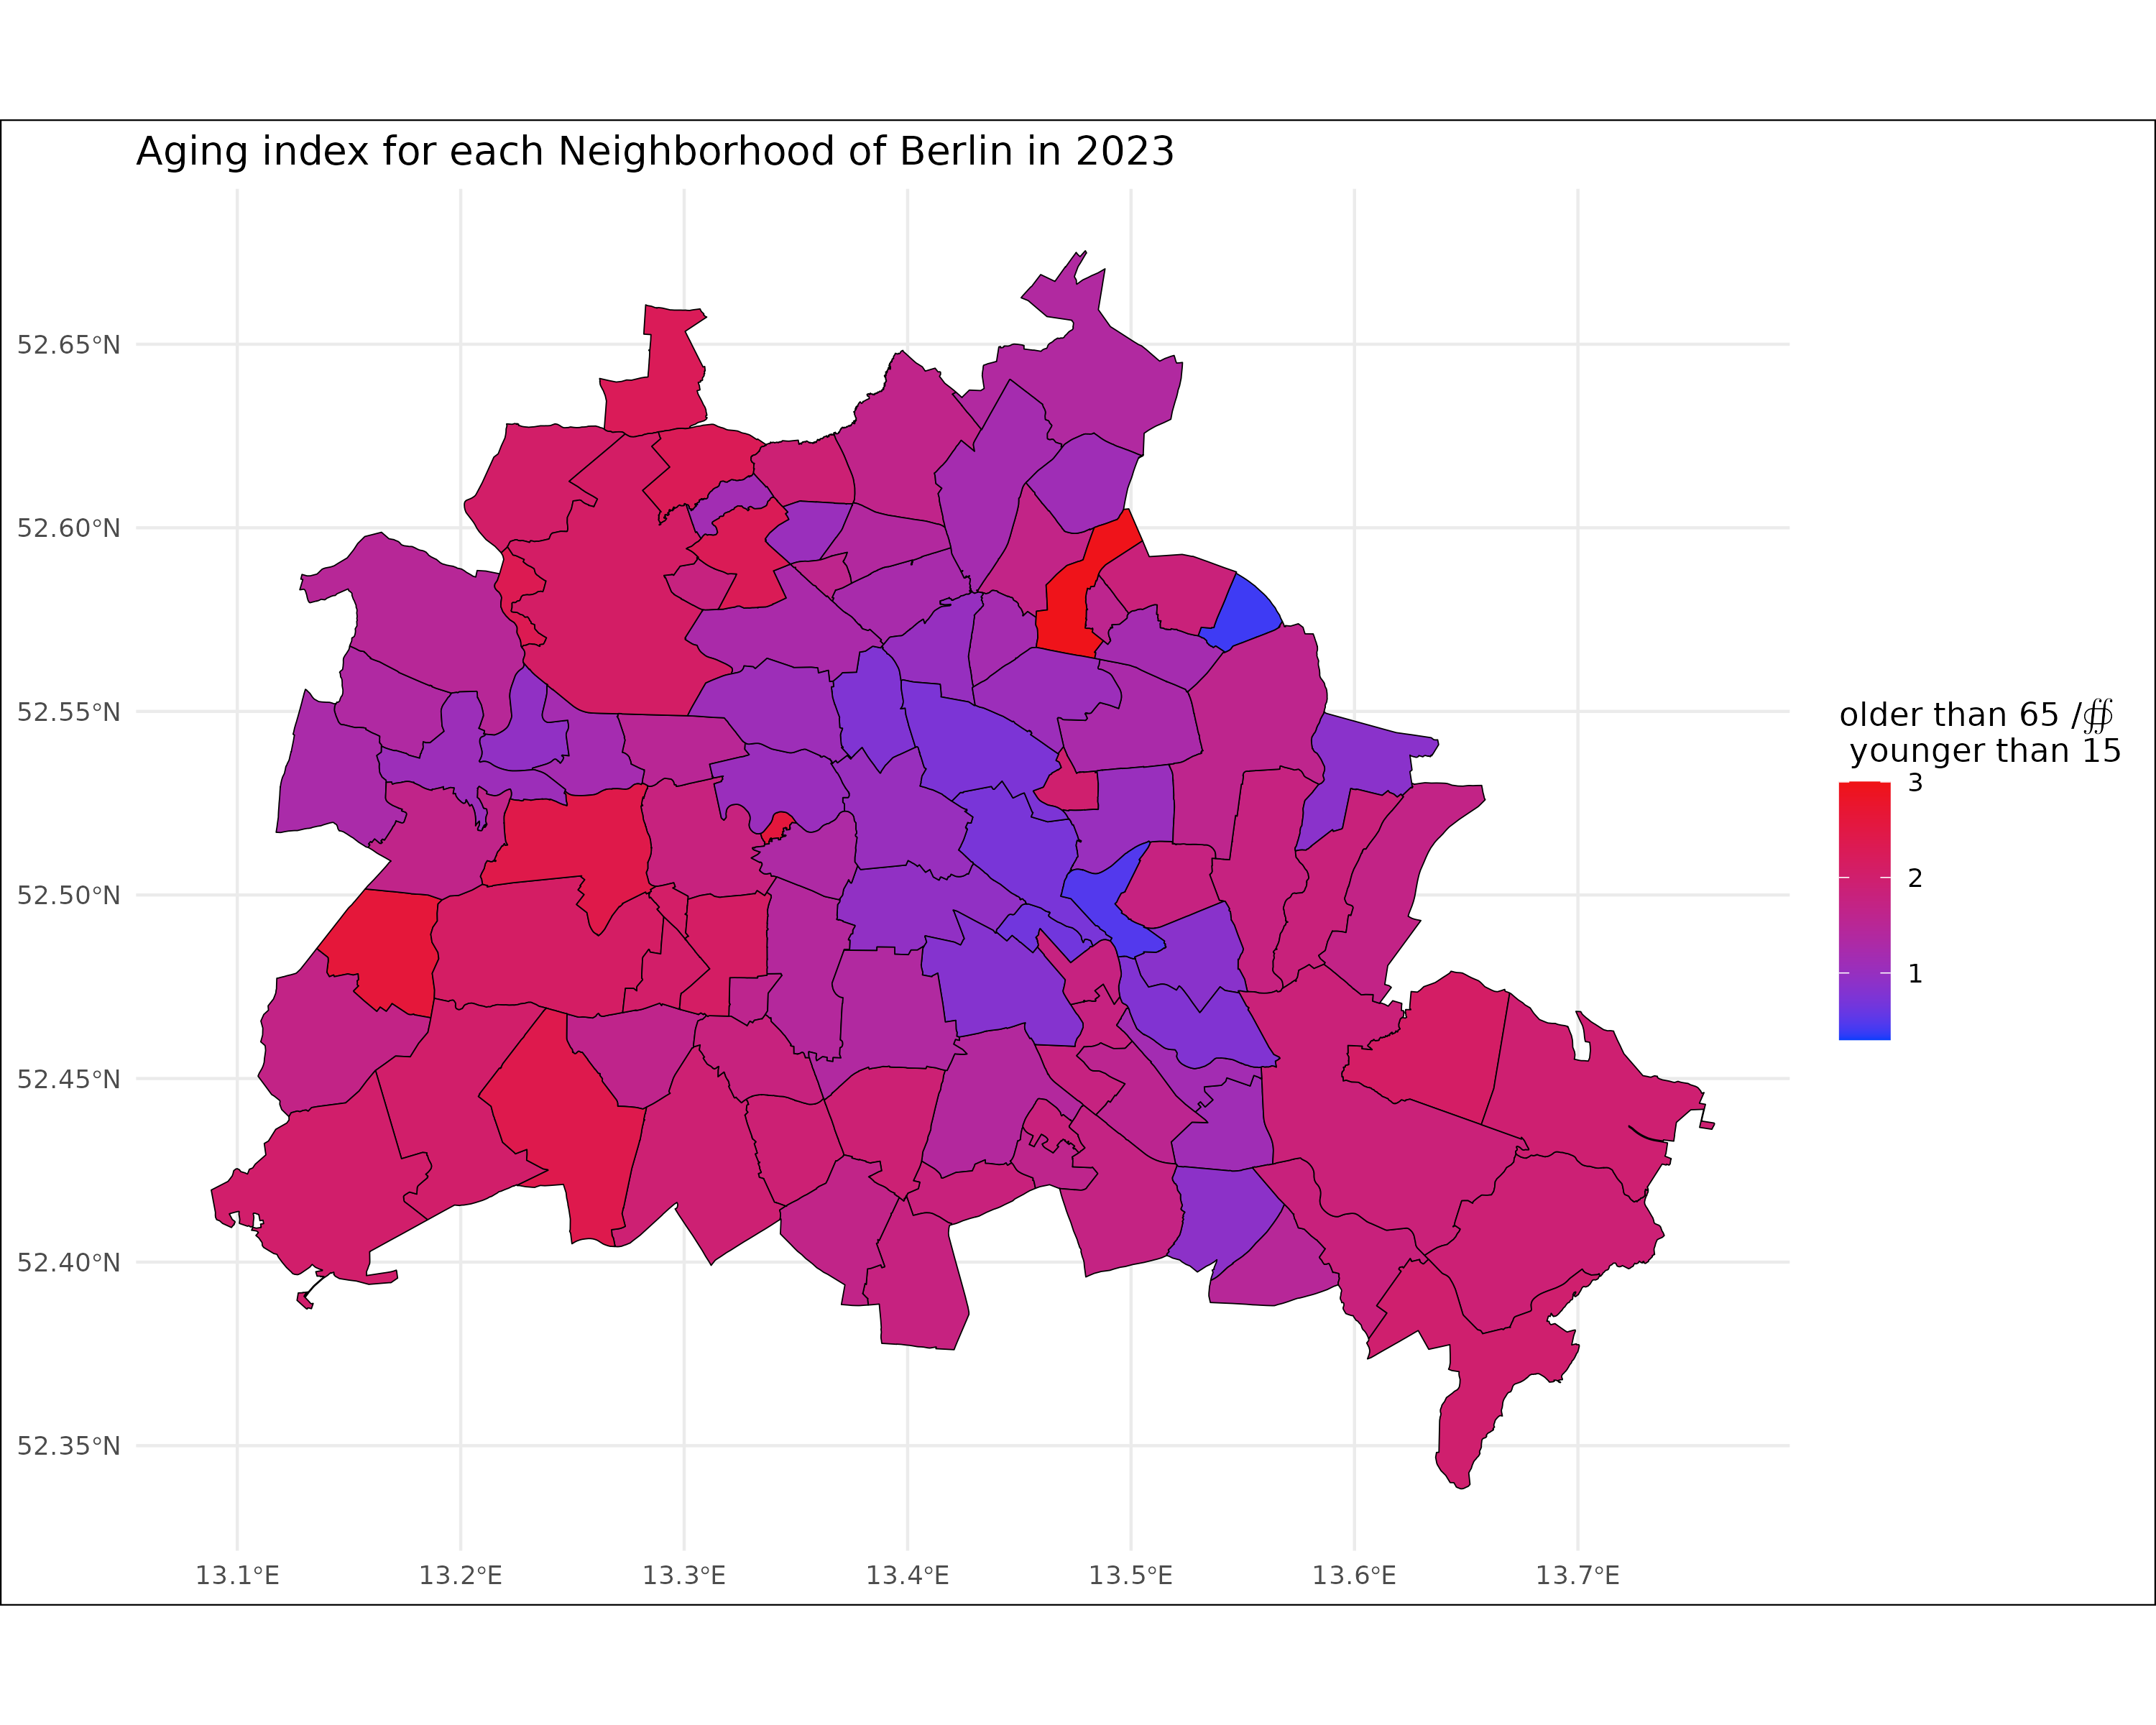 Aging index for each Neighborhood of Berlin in 2023
52.65°N
52.60°N
52.55°N
52.50°N
52.45°N
52.40°N
52.35°N
13.1°E 13.2°E 13.3°E 13.4°E 13.5°E 13.6°E 13.7°E
older than 65 /∯
younger than 15
3
2
1